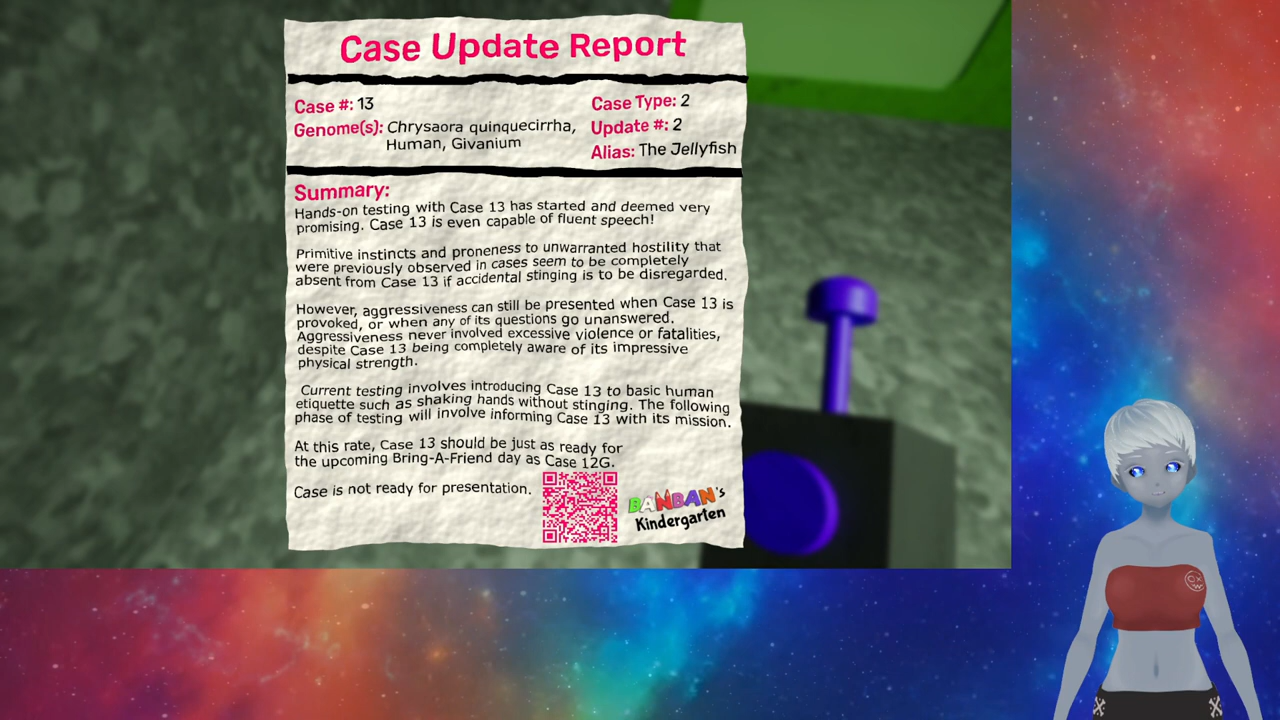 Case Update Report
Case #: 13
Case Type: 2
Genome(s): Chrysaora quinquecirrha,
Human, Givanium
Update #: 2
Alias: The Jellyfish
Summary:
Hands-on testing with Case 13 has started and deemed very
promising. Case 13 is even capable of fluent speech!
Primitive instincts and proneness to unwarranted hostility that
were previously observed in cases seem to be completely
absent from Case 13 if accidental stinging is to be disregarded.
However, aggressiveness can still be presented when Case 13 is
provoked, or when any of its questions go unanswered.
Aggressiveness never involved excessive violence or fatalities,
despite Case 13 being completely aware of its impressive
physical strength.
Current testing involves introducing Case 13 to basic human
etiquette such as shaking hands without stinging. The following
phase of testing will involve informing Case 13 with its mission.
At this rate, Case 13 should be just as ready for
the upcoming Bring-A-Friend day as Case 12G.
Case is not ready for presentation.
BANBAN's
Kindergarten